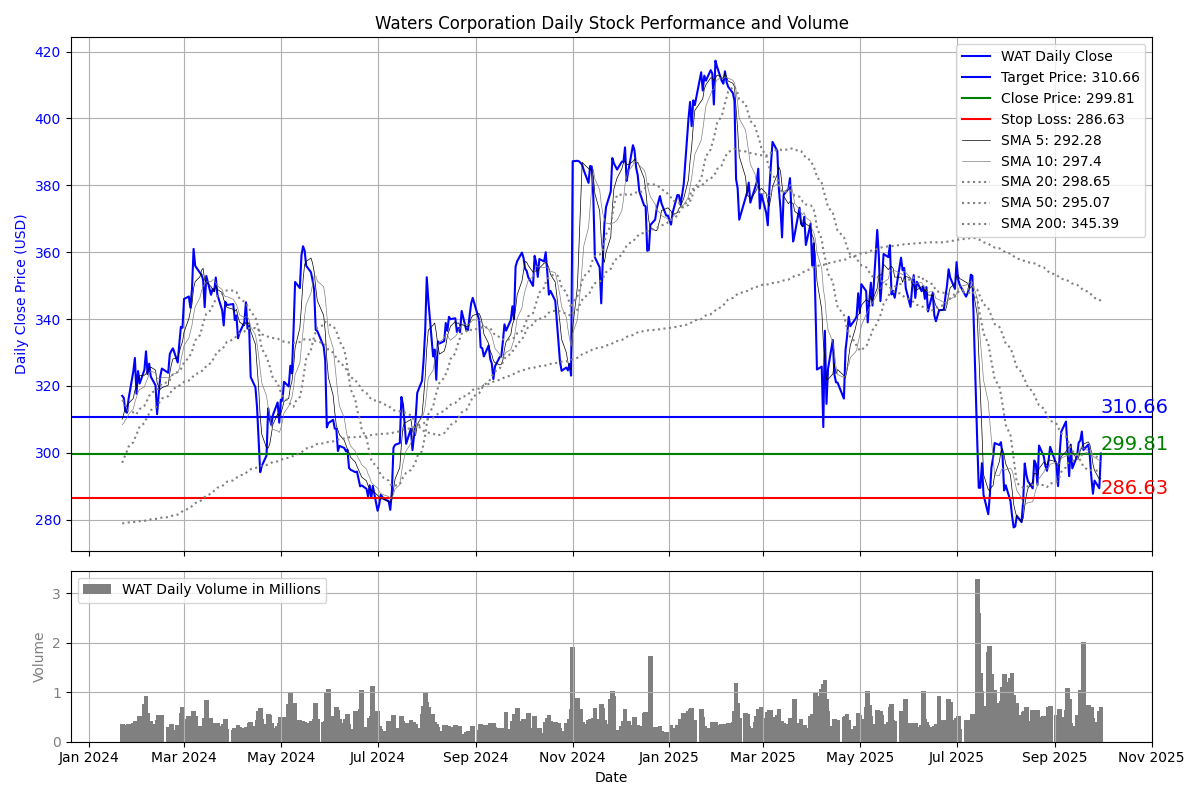 Waters Corporation Daily Stock Performance and Volume
Daily Close Price (USD)
420
400
380
360
340
320
300
280
WAT Daily Close
Target Price: 310.66
Close Price: 299.81
Stop Loss: 286.63
SMA 5: 292.28
SMA 10: 297.4
SMA 20: 298.65
SMA 50: 295.07
SMA 200: 345.39
310.66
299.81
286.63
Volume
3
2
1
0
WAT Daily Volume in Millions
Jan 2024 Mar 2024 May 2024 Jul 2024 Sep 2024 Nov 2024 Jan 2025 Mar 2025 May 2025 Jul 2025 Sep 2025 Nov 2025
Date